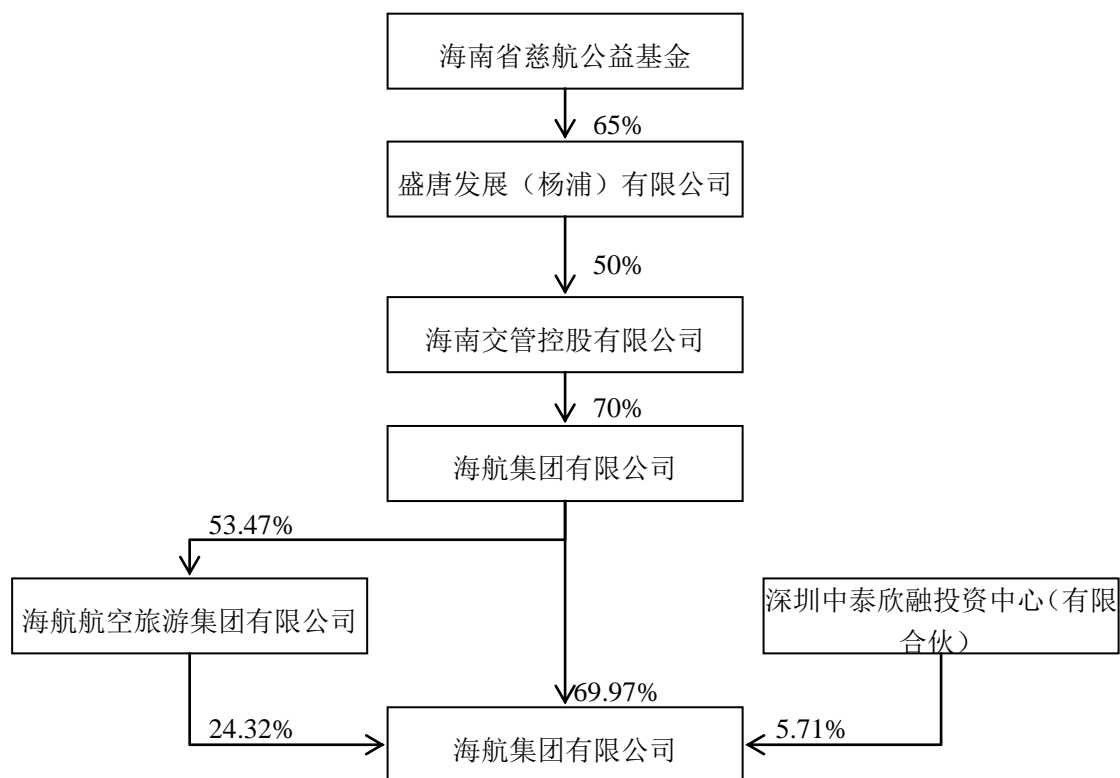 海南省慈航公益基金
65%
盛唐发展（杨浦）有限公司
50%
海南交管控股有限公司
70%
海航集团有限公司
53.47%
海航航空旅游集团有限公司
深圳中泰欣融投资中心（有限
合伙）
69.97%
24.32%
5.71%
海航集团有限公司